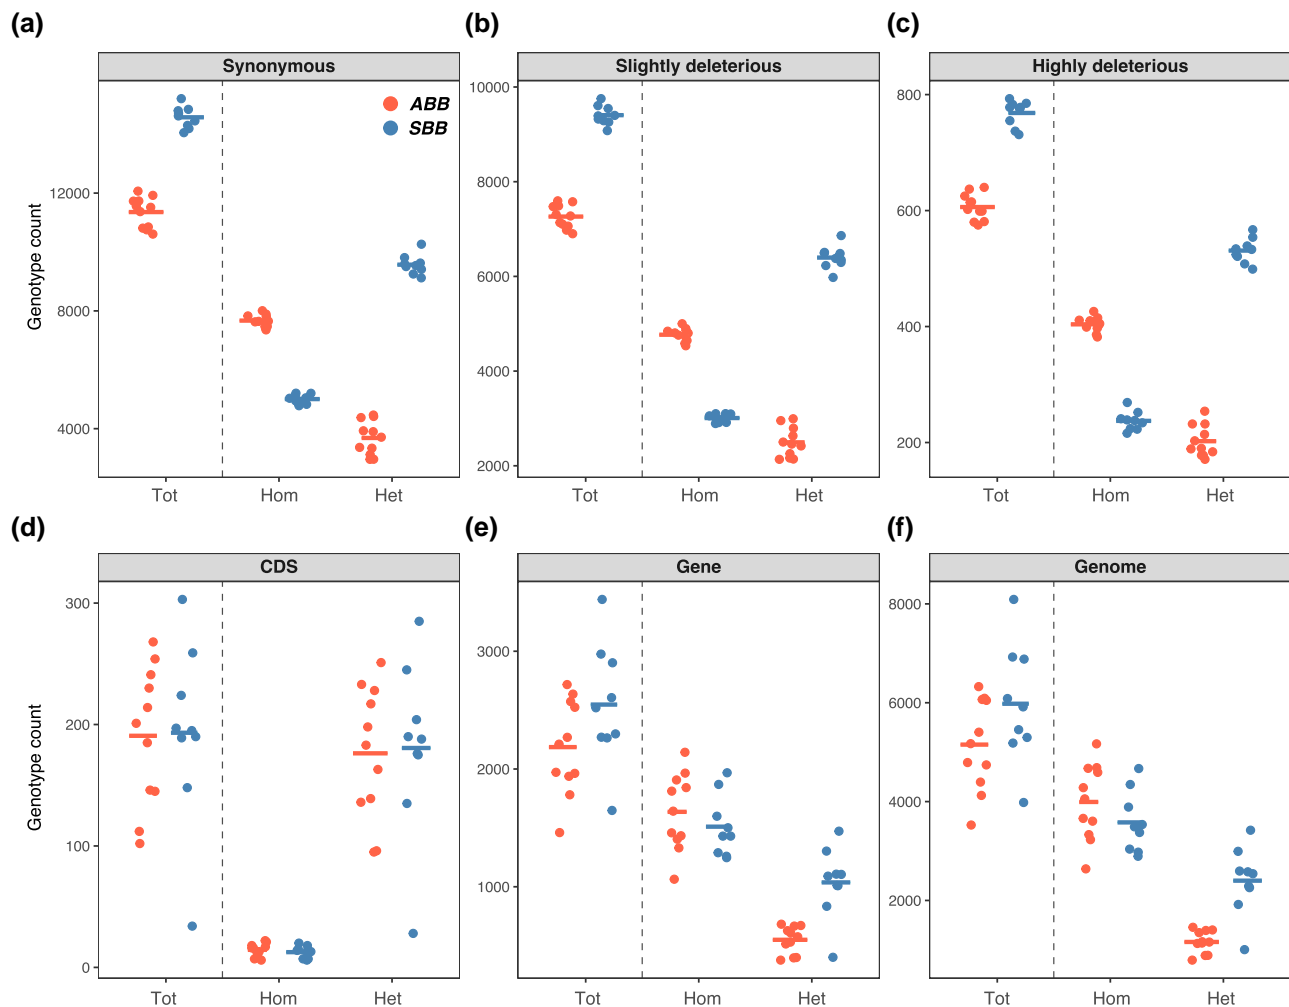 (a)
(b)
(c)
Synonymous
Slightly deleterious
Highly deleterious
ABB
SBB
Genotype count
12000
8000
4000
10000
8000
6000
4000
2000
800
600
400
200
Tot Hom Het
Tot Hom Het
Tot Hom Het
(d)
(e)
(f)
CDS
Gene
Genome
Genotype count
300
200
100
0
3000
2000
1000
8000
6000
4000
2000
Tot Hom Het
Tot Hom Het
Tot Hom Het